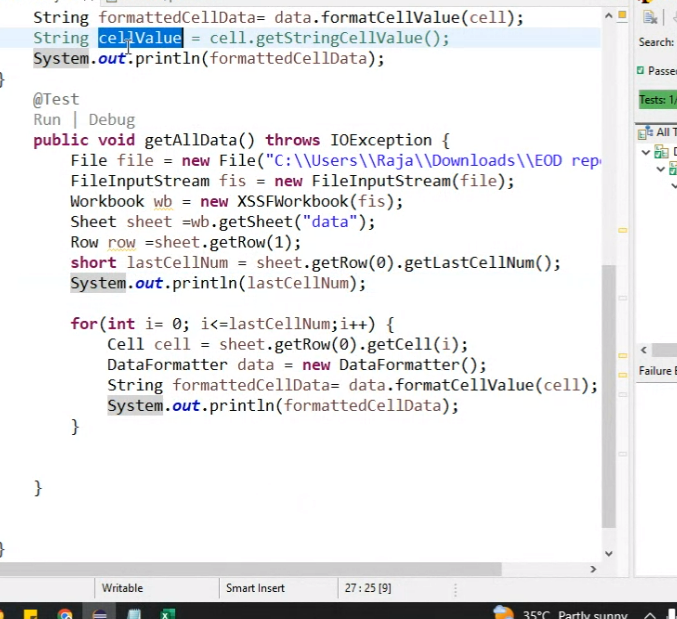 String formattedCellData= data.formatCellValue(cell);
String cellValue = cell.getStringCellValue();
System.out.println(formattedCellData);
}
@Test
Run | Debug
public void getAllData() throws IOException {
File file = new File("C:\\Users\\Raja\\Downloads\\EOD repo
FileInputStream fis = new FileInputStream(file);
Workbook wb = new XSSFWorkbook(fis);
Sheet sheet =wb.getSheet("data");
Row row =sheet.getRow(1);
short lastCellNum = sheet.getRow(0).getLastCellNum();
System.out.println(lastCellNum);
for(int i= 0; i<=lastCellNum;i++) {
Cell cell = sheet.getRow(0).getCell(i);
DataFormatter data = new DataFormatter();
String formattedCellData= data.formatCellValue(cell);
System.out.println(formattedCellData);
}
}
}
Search:
Passed
Tests: 1/
All T
Failure
Writable
Smart Insert
27 : 25 [9]
35°C Partly sunny